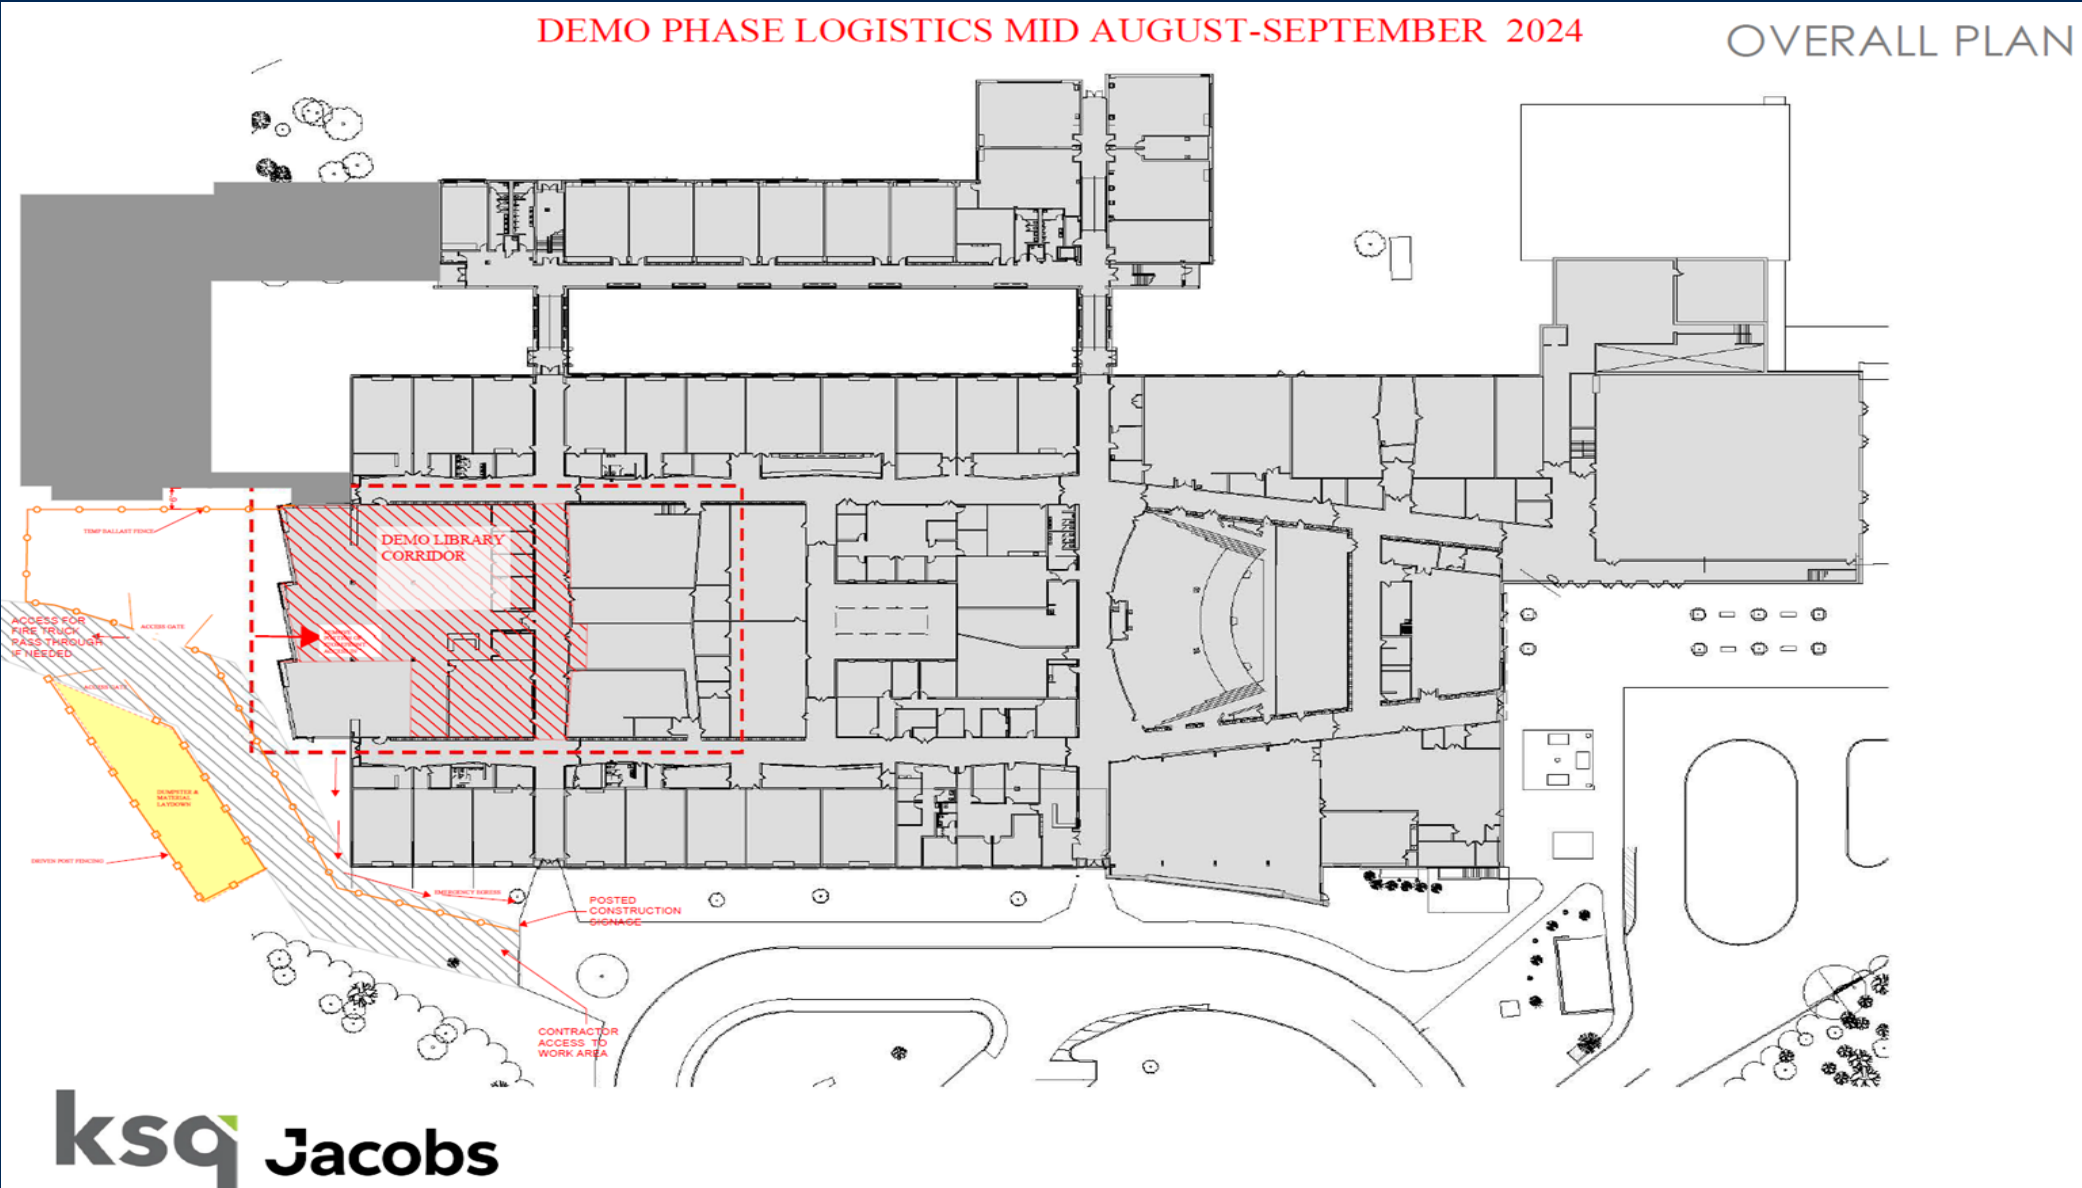 DEMO PHASE LOGISTICS MID AUGUST-SEPTEMBER 2024
OVERALL PLAN
TEMP BALLAST FENCE
DEMO LIBRARY
CORRIDOR
ACCESS FOR
FIRE TRUCK
PASS THROUGH
IF NEEDED
ACCESS GATE
ACCESS GATE
DUMPSTER &
MATERIAL
LAYDOWN
DRIVEN POST FENCING
EMERGENCY EGRESS
POSTED
CONSTRUCTION
SIGNAGE
CONTRACTOR
ACCESS TO
WORK AREA
ksq Jacobs